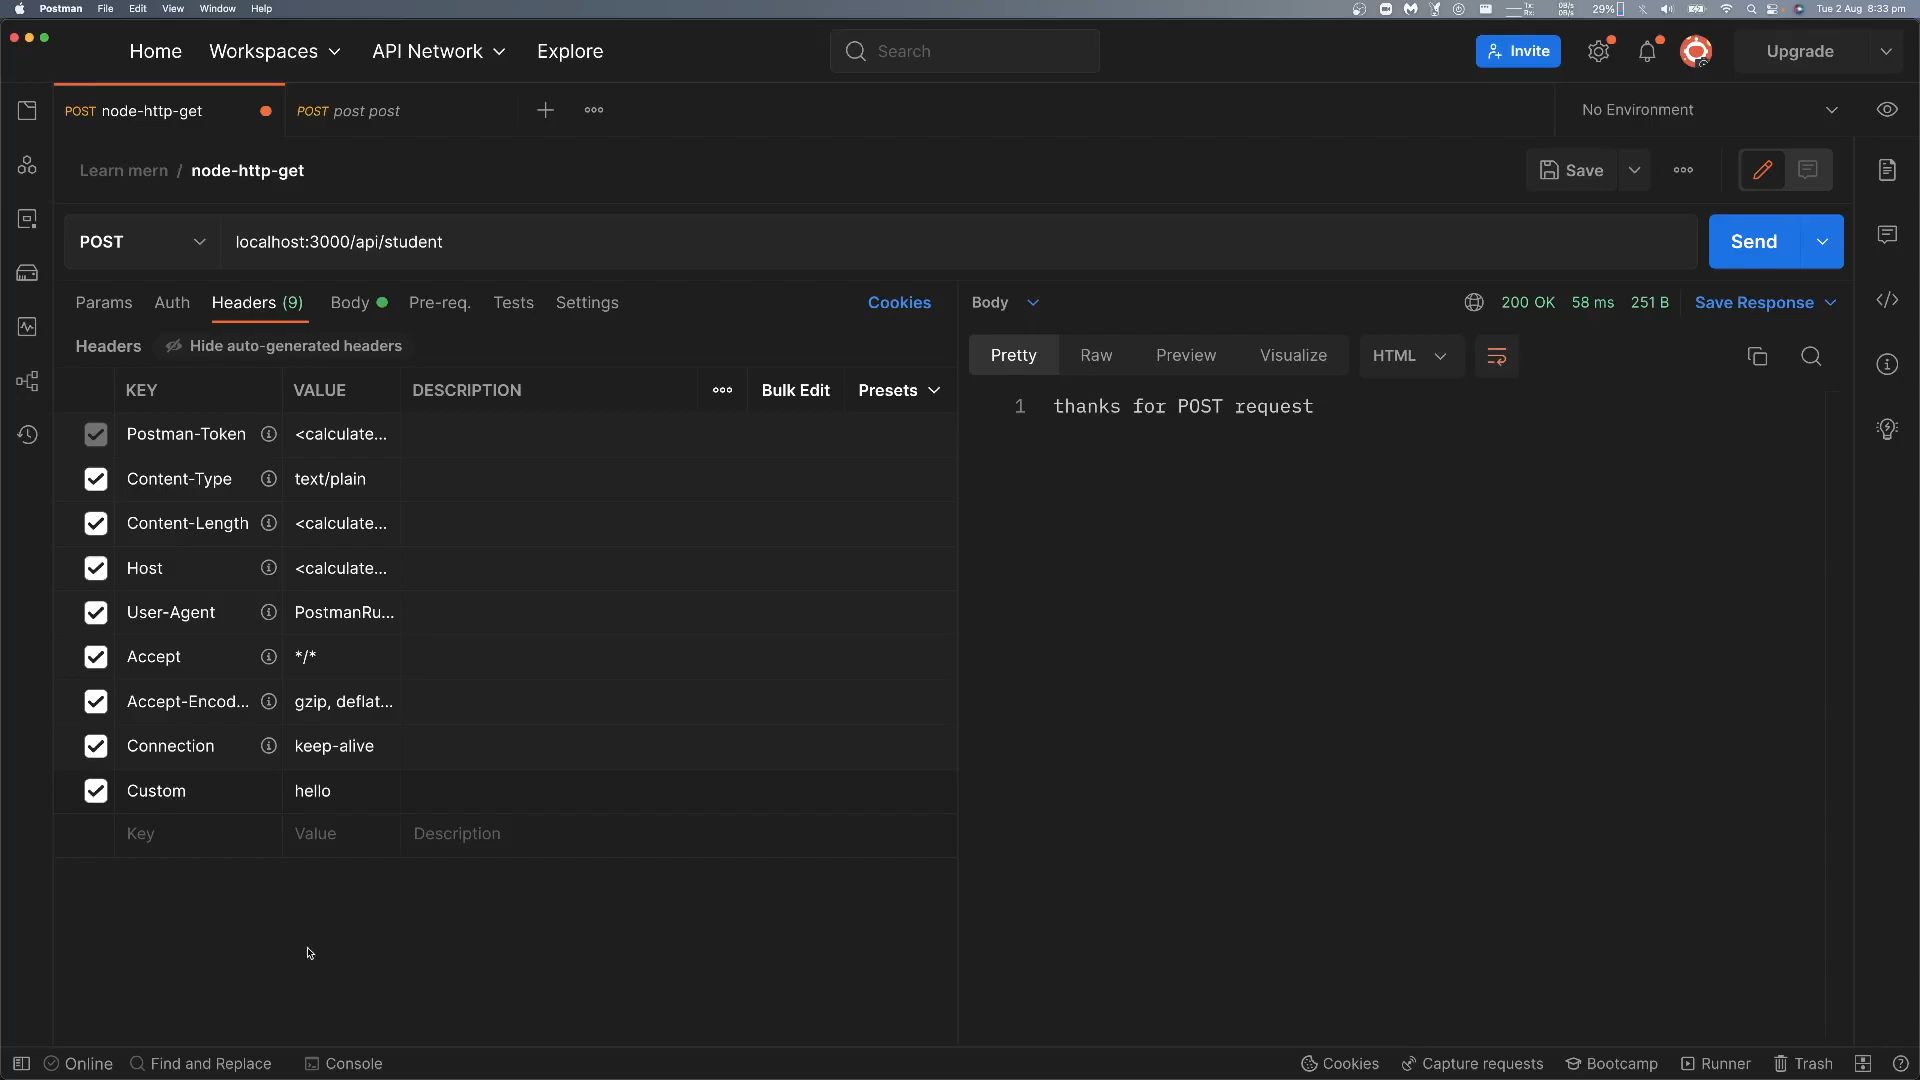 Postman File Edit View Window Help
29% Tue 2 Aug 8:33 pm
Home Workspaces API Network Explore
Search
Invite
Upgrade
POST node-http-get
POST post post
No Environment
Learn mern / node-http-get
Save
POST
localhost:3000/api/student
Send
Params Auth Headers (9) Body Pre-req. Tests Settings
Cookies
Headers
Hide auto-generated headers
KEY VALUE DESCRIPTION
Bulk Edit Presets
Postman-Token <calculate...
Content-Type text/plain
Content-Length <calculate...
Host <calculate...
User-Agent PostmanRu...
Accept */*
Accept-Encod... gzip, deflat...
Connection keep-alive
Custom hello
Key Value Description
Body
200 OK 58 ms 251 B Save Response
Pretty Raw Preview Visualize HTML
1 thanks for POST request
Online Find and Replace Console
Cookies Capture requests Bootcamp Runner Trash